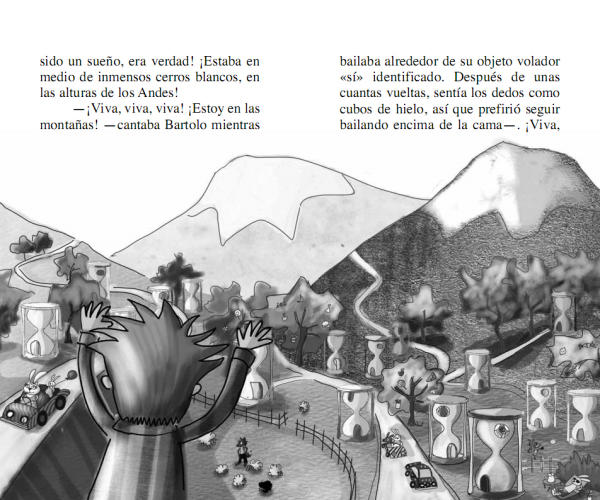 sido un sueño, era verdad! ¡Estaba en
medio de inmensos cerros blancos, en
las alturas de los Andes!
—¡Viva, viva, viva! ¡Estoy en las
montañas! —cantaba Bartolo mientras
bailaba alrededor de su objeto volador
«sí» identificado. Después de unas
cuantas vueltas, sentía los dedos como
cubos de hielo, así que prefirió seguir
bailando encima de la cama—. ¡Viva,